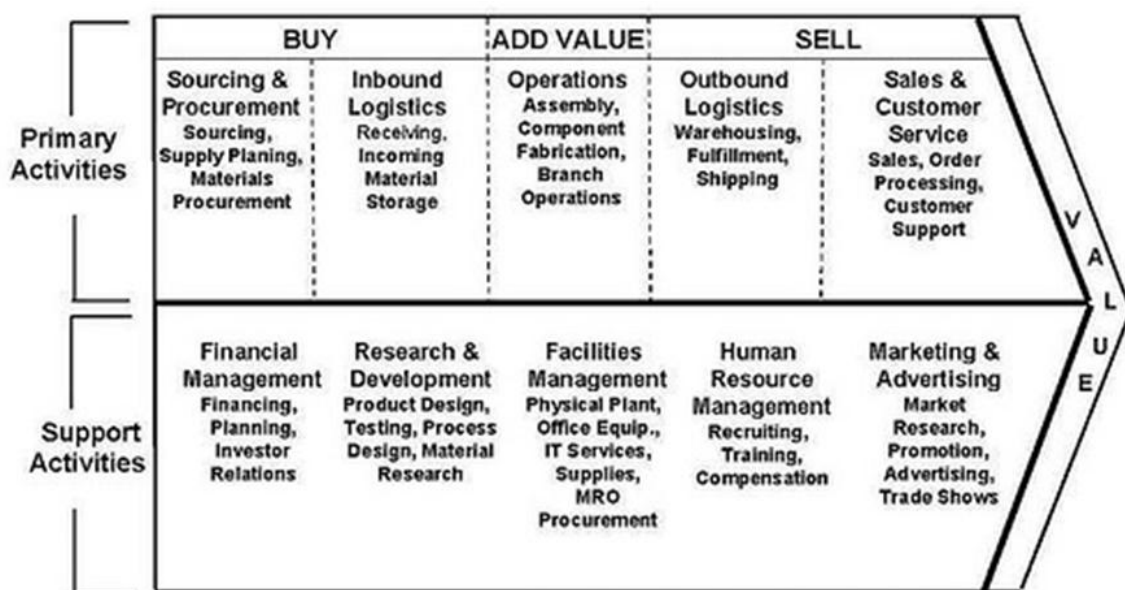 BUY
ADD VALUE
SELL
Primary
Activities
Sourcing &
Procurement
Sourcing,
Supply Planing,
Materials
Procurement
Inbound
Logistics
Receiving,
Incoming
Material
Storage
Operations
Assembly,
Component
Fabrication,
Branch
Operations
Outbound
Logistics
Warehousing,
Fulfillment,
Shipping
Sales &
Customer
Service
Sales, Order
Processing,
Customer
Support
VALUE
Support
Activities
Financial
Management
Financing,
Planning,
Investor
Relations
Research &
Development
Product Design,
Testing, Process
Design, Material
Research
Facilities
Management
Physical Plant,
Office Equip.,
IT Services,
Supplies,
MRO
Procurement
Human
Resource
Management
Recruiting,
Training,
Compensation
Marketing &
Advertising
Market
Research,
Promotion,
Advertising,
Trade Shows